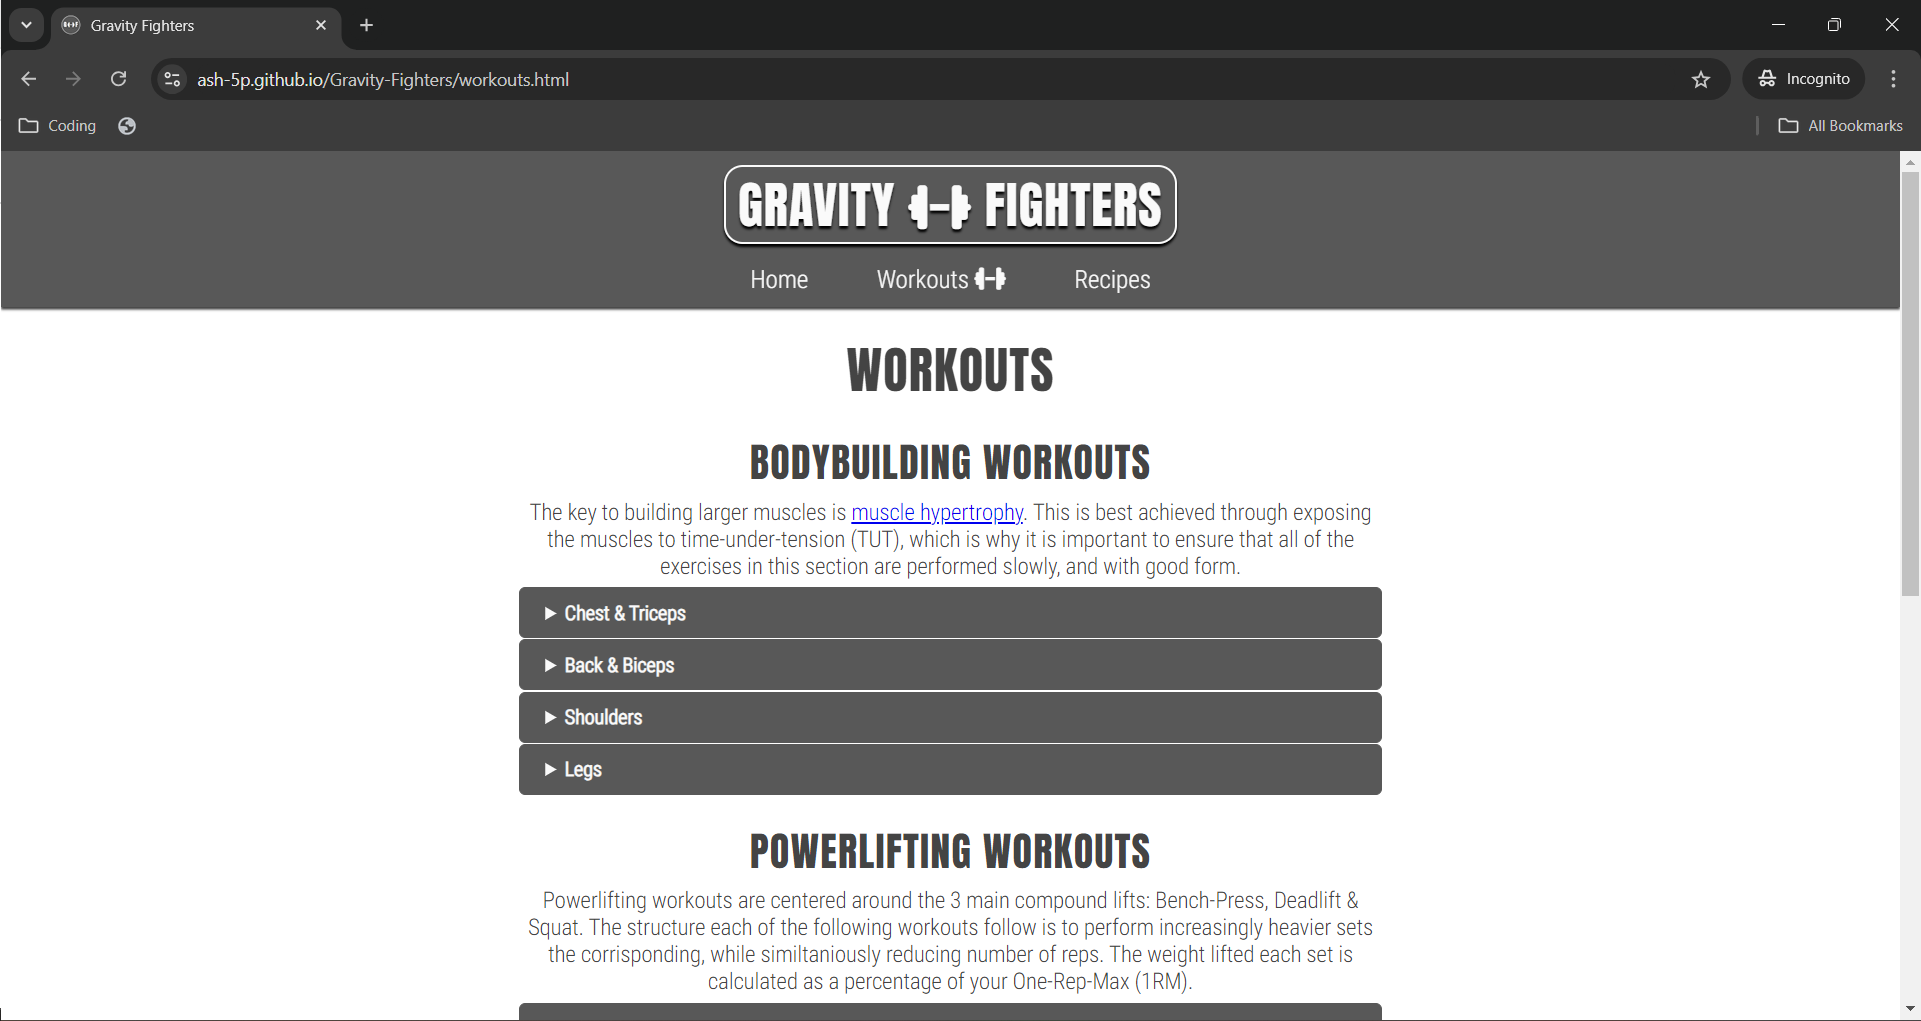 Gravity Fighters
ash-5p.github.io/Gravity-Fighters/workouts.html
Incognito
Coding
All Bookmarks
GRAVITY FIGHTERS
Home Workouts Recipes
WORKOUTS
BODYBUILDING WORKOUTS
The key to building larger muscles is muscle hypertrophy. This is best achieved through exposing
the muscles to time-under-tension (TUT), which is why it is important to ensure that all of the
exercises in this section are performed slowly, and with good form.
Chest & Triceps
Back & Biceps
Shoulders
Legs
POWERLIFTING WORKOUTS
Powerlifting workouts are centered around the 3 main compound lifts: Bench-Press, Deadlift &
Squat. The structure each of the following workouts follow is to perform increasingly heavier sets
the corrisponding, while similtaniously reducing number of reps. The weight lifted each set is
calculated as a percentage of your One-Rep-Max (1RM).